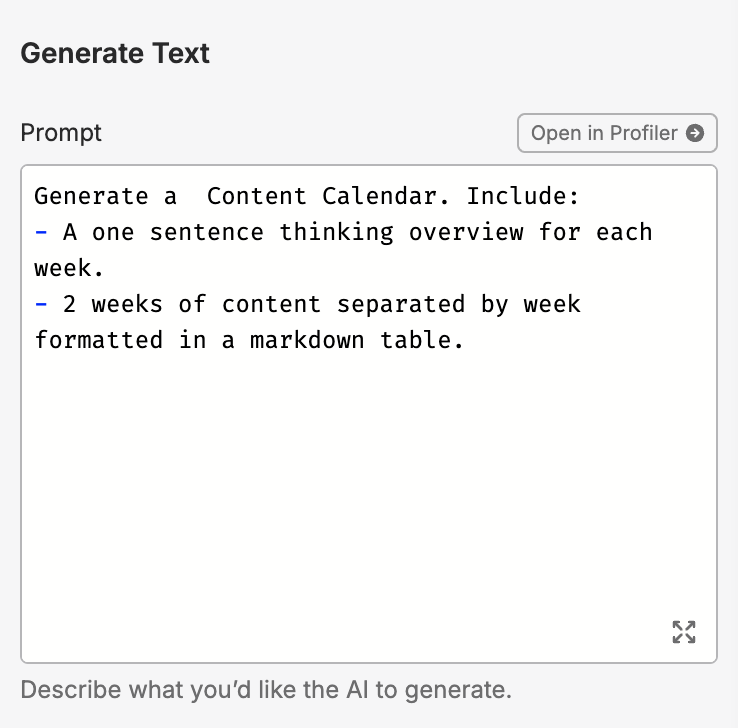 Generate Text
Prompt
Open in Profiler
Generate a  Content Calendar. Include:
- A one sentence thinking overview for each
week.
- 2 weeks of content separated by week
formatted in a markdown table.
Describe what you’d like the AI to generate.